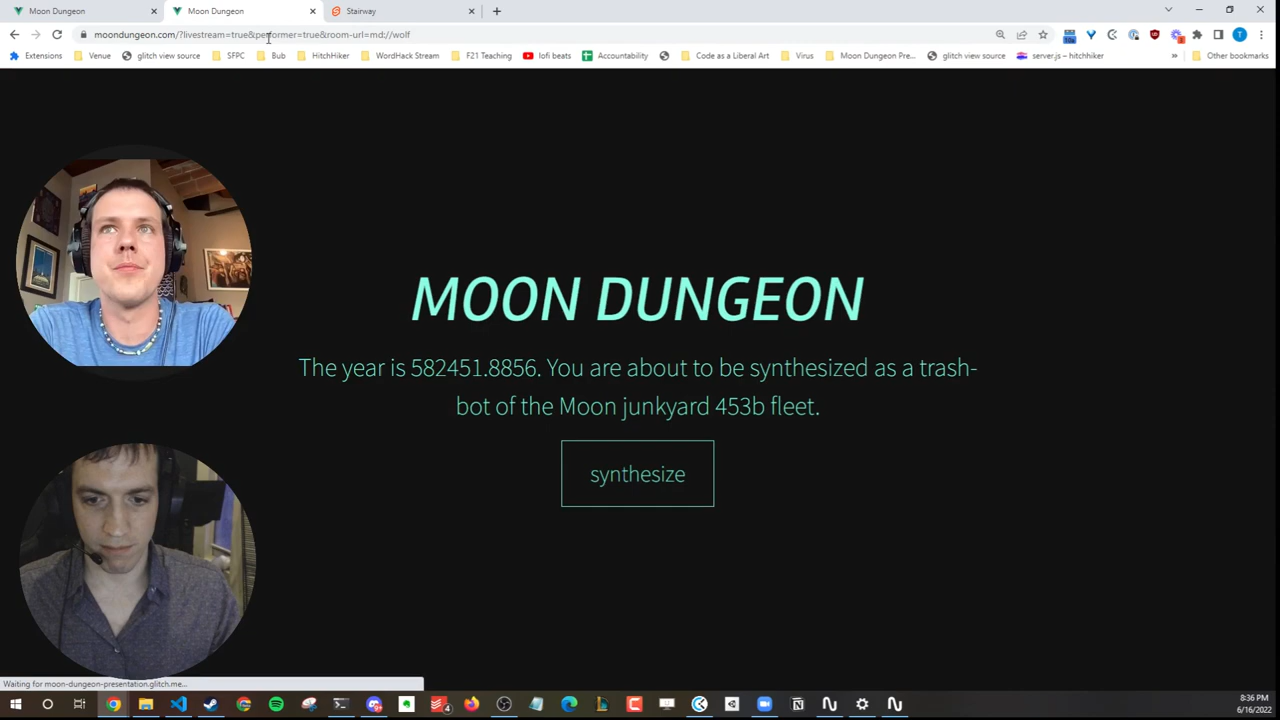 Moon Dungeon
Moon Dungeon
Stairway
moondungeon.com/?livestream=true&performer=true&room-url=md;//wolf
Extensions
Venue
glitch view source
SFPC
Bub
HitchHiker
WordHack Stream
F21 Teaching
lofi beats
Accountability
Code as a Liberal Art
Virus
Moon Dungeon Pre...
glitch view source
server.js – hitchhiker
»
Other bookmarks
MOON DUNGEON
The year is 582451.8856. You are about to be synthesized as a trash-
bot of the Moon junkyard 453b fleet.
synthesize
Waiting for moon-dungeon-presentation.glitch.me...
8:36 PM
6/16/2022